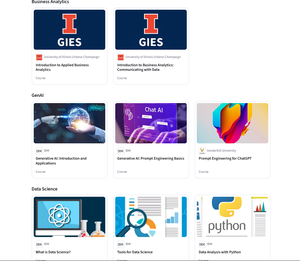 Business Analytics
I
GIES
I
GIES
University of Illinois Urbana-Champaign
University of Illinois Urbana-Champaign
Introduction to Applied Business
Analytics
Introduction to Business Analytics:
Communicating with Data
Course
Course
GenAI
Chat AI
IBM
IBM
Vanderbilt University
Generative AI: Introduction and
Applications
Generative AI: Prompt Engineering Basics
Prompt Engineering for ChatGPT
Course
Course
Course
Data Science
python
IBM
IBM
IBM
What is Data Science?
Tools for Data Science
Data Analysis with Python
Course
Course
Course